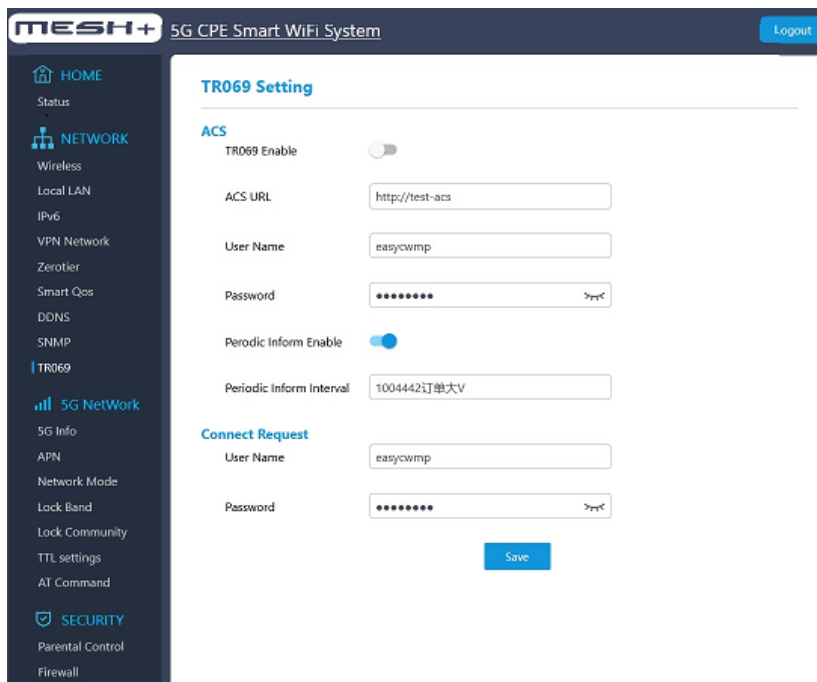 MESH+ 5G CPE Smart WiFi System Logout
HOME
Status
NETWORK
Wireless
Local LAN
IPv6
VPN Network
Zerotier
Smart Qos
DDNS
SNMP
TR069
5G NetWork
5G Info
APN
Network Mode
Lock Band
Lock Community
TTL settings
AT Command
SECURITY
Parental Control
Firewall
TR069 Setting
ACS
TR069 Enable
ACS URL http://test-acs
User Name easycwmp
Password ••••••••
Perodic Inform Enable
Periodic Inform Interval 1004442订单大V
Connect Request
User Name easycwmp
Password ••••••••
Save